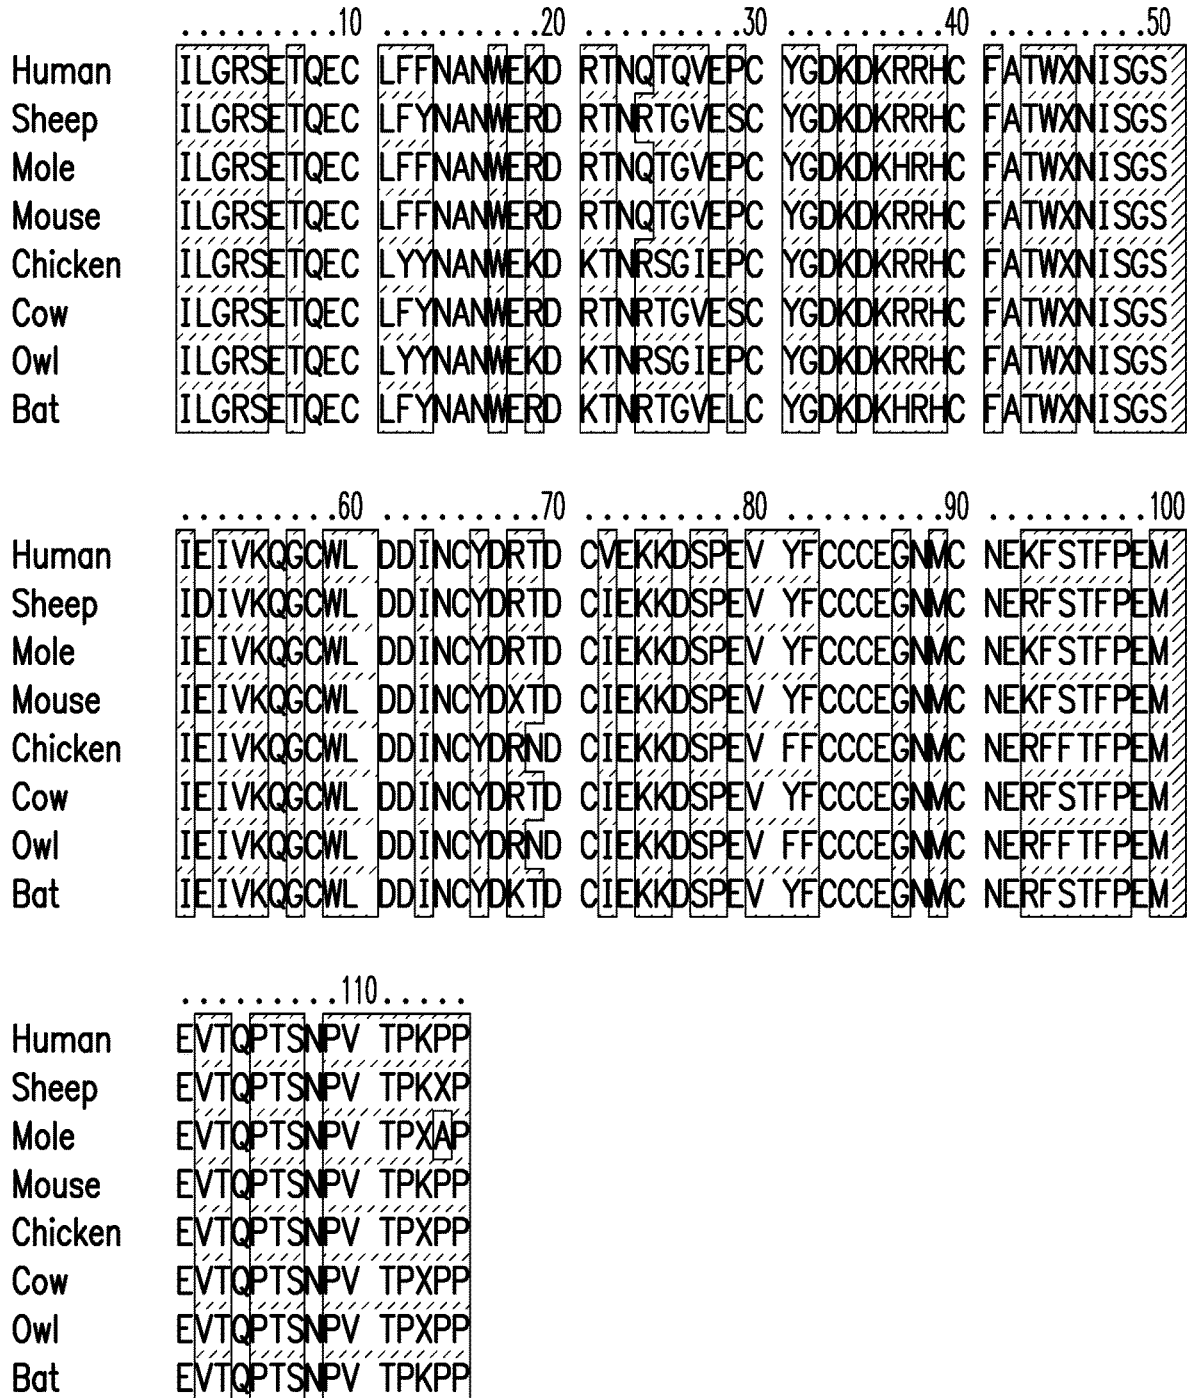 .........10 .........20 .........30 .........40 .........50
Human ILGRSETQEC LFFNANWEKD RTNQTQVEPC YGDKDKRRHC FATWXNISGS
Sheep ILGRSETQEC LFYNANWERD RTNRTGVESC YGDKDKRRHC FATWXNISGS
Mole ILGRSETQEC LFFNANWERD RTNQTGVEPC YGDKDKHRHC FATWXNISGS
Mouse ILGRSETQEC LFFNANWERD RTNQTGVEPC YGDKDKRRHC FATWXNISGS
Chicken ILGRSETQEC LYYNANWEKD KTNRSGIEPC YGDKDKRRHC FATWXNISGS
Cow ILGRSETQEC LFYNANWERD RTNRTGVESC YGDKDKRRHC FATWXNISGS
Owl ILGRSETQEC LYYNANWEKD KTNRSGIEPC YGDKDKRRHC FATWXNISGS
Bat ILGRSETQEC LFYNANWERD KTNRTGVELC YGDKDKHRHC FATWXNISGS
.........60 .........70 .........80 .........90 .........100
Human IEIVKQGCWL DDINCYDRTD CVEKKDSPEV YFCCCEGNMC NEKFSTFPEM
Sheep IDIVKQGCWL DDINCYDRTD CIEKKDSPEV YFCCCEGNMC NERFSTFPEM
Mole IEIVKQGCWL DDINCYDRTD CIEKKDSPEV YFCCCEGNMC NEKFSTFPEM
Mouse IEIVKQGCWL DDINCYDXTD CIEKKDSPEV YFCCCEGNMC NEKFSTFPEM
Chicken IEIVKQGCWL DDINCYDRND CIEKKDSPEV FFCCCEGNMC NERFFTFPEM
Cow IEIVKQGCWL DDINCYDRTD CIEKKDSPEV YFCCCEGNMC NERFSTFPEM
Owl IEIVKQGCWL DDINCYDRND CIEKKDSPEV FFCCCEGNMC NERFFTFPEM
Bat IEIVKQGCWL DDINCYDKTD CIEKKDSPEV YFCCCEGNMC NERFSTFPEM
.........110.....
Human EVTQPTSNPV TPKPP
Sheep EVTQPTSNPV TPKXP
Mole EVTQPTSNPV TPXAP
Mouse EVTQPTSNPV TPKPP
Chicken EVTQPTSNPV TPXPP
Cow EVTQPTSNPV TPXPP
Owl EVTQPTSNPV TPXPP
Bat EVTQPTSNPV TPKPP